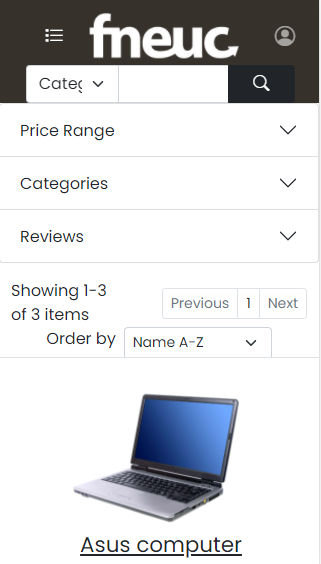 fneuc
Categ
Price Range
Categories
Reviews
Showing 1-3
of 3 items
Previous 1 Next
Order by Name A-Z
Asus computer